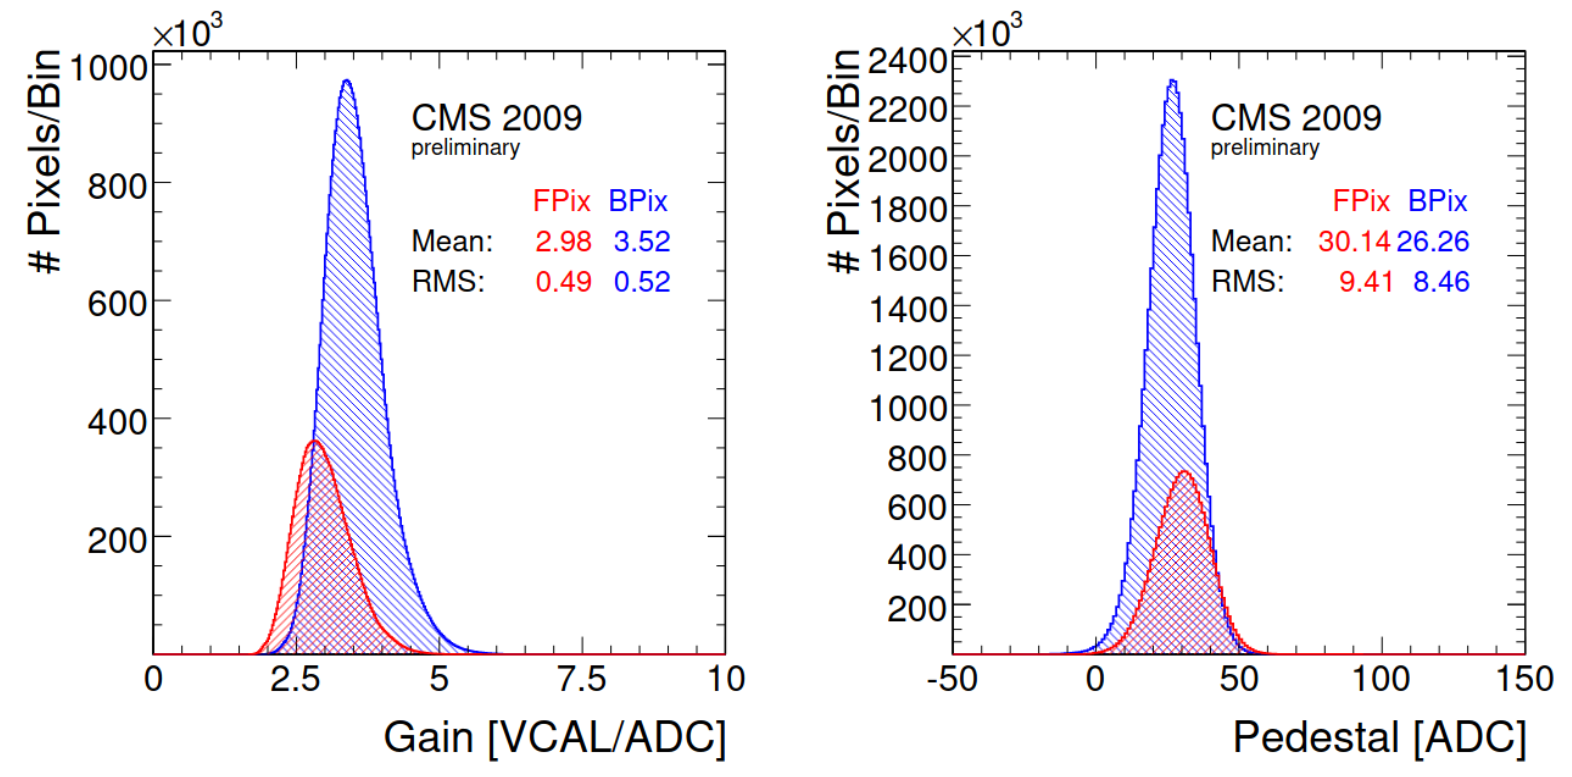 ×10³
# Pixels/Bin
1000
800
600
400
200
CMS 2009
preliminary
FPix BPix
Mean: 2.98 3.52
RMS: 0.49 0.52
0 2.5 5 7.5 10
Gain [VCAL/ADC]
×10³
# Pixels/Bin
2400
2200
2000
1800
1600
1400
1200
1000
800
600
400
200
CMS 2009
preliminary
FPix BPix
Mean: 30.14 26.26
RMS: 9.41 8.46
-50 0 50 100 150
Pedestal [ADC]